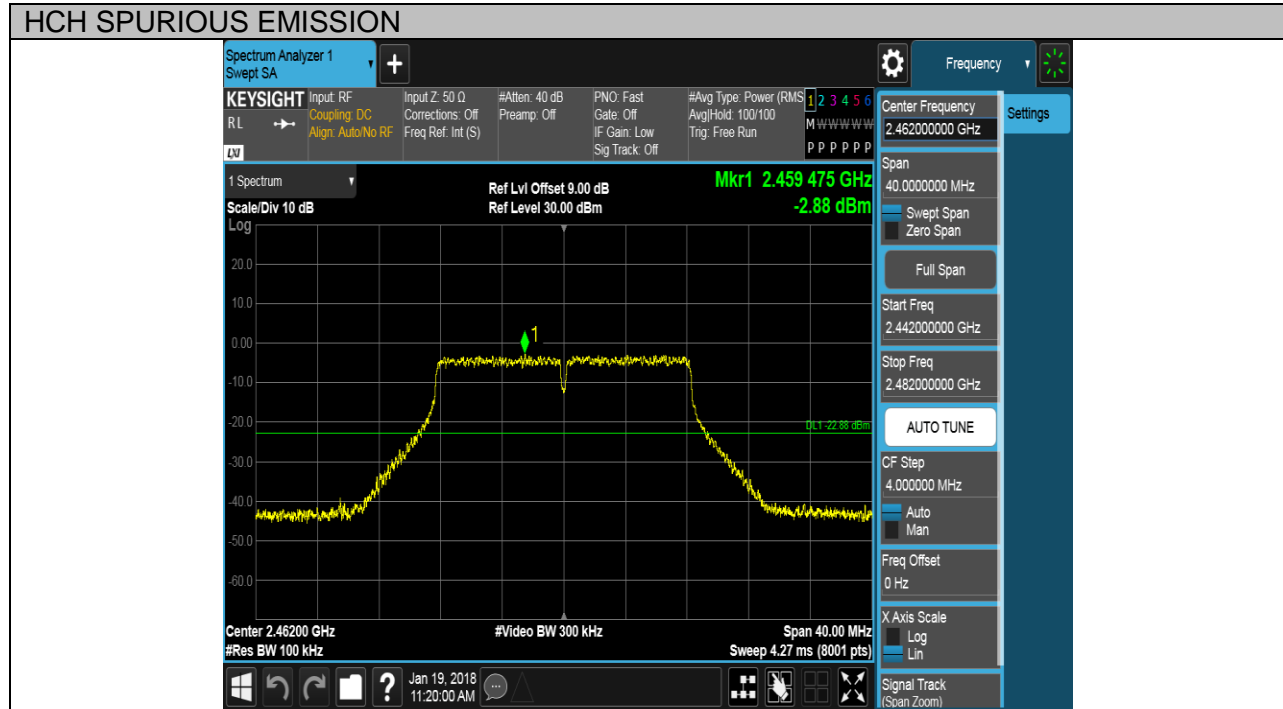 HCH SPURIOUS EMISSION
Spectrum Analyzer 1
Swept SA
+
Frequency
KEYSIGHT
RL
LXI
Input: RF
Coupling: DC
Align: Auto/No RF
Input Z: 50 Ω
Corrections: Off
Freq Ref: Int (S)
#Atten: 40 dB
Preamp: Off
PNO: Fast
Gate: Off
IF Gain: Low
Sig Track: Off
#Avg Type: Power (RMS
Avg|Hold: 100/100
Trig: Free Run
1 2 3 4 5 6
M W W W W W
P P P P P P
1 Spectrum
Scale/Div 10 dB
Log
Ref Lvl Offset 9.00 dB
Ref Level 30.00 dBm
Mkr1 2.459 475 GHz
-2.88 dBm
20.0
10.0
0.00
-10.0
-20.0
-30.0
-40.0
-50.0
-60.0
1
DL1 -22.88 dBm
Center 2.46200 GHz
#Res BW 100 kHz
#Video BW 300 kHz
Span 40.00 MHz
Sweep 4.27 ms (8001 pts)
?
Jan 19, 2018
11:20:00 AM
Center Frequency
2.462000000 GHz
Settings
Span
40.0000000 MHz
Swept Span
Zero Span
Full Span
Start Freq
2.442000000 GHz
Stop Freq
2.482000000 GHz
AUTO TUNE
CF Step
4.000000 MHz
Auto
Man
Freq Offset
0 Hz
X Axis Scale
Log
Lin
Signal Track
(Span Zoom)